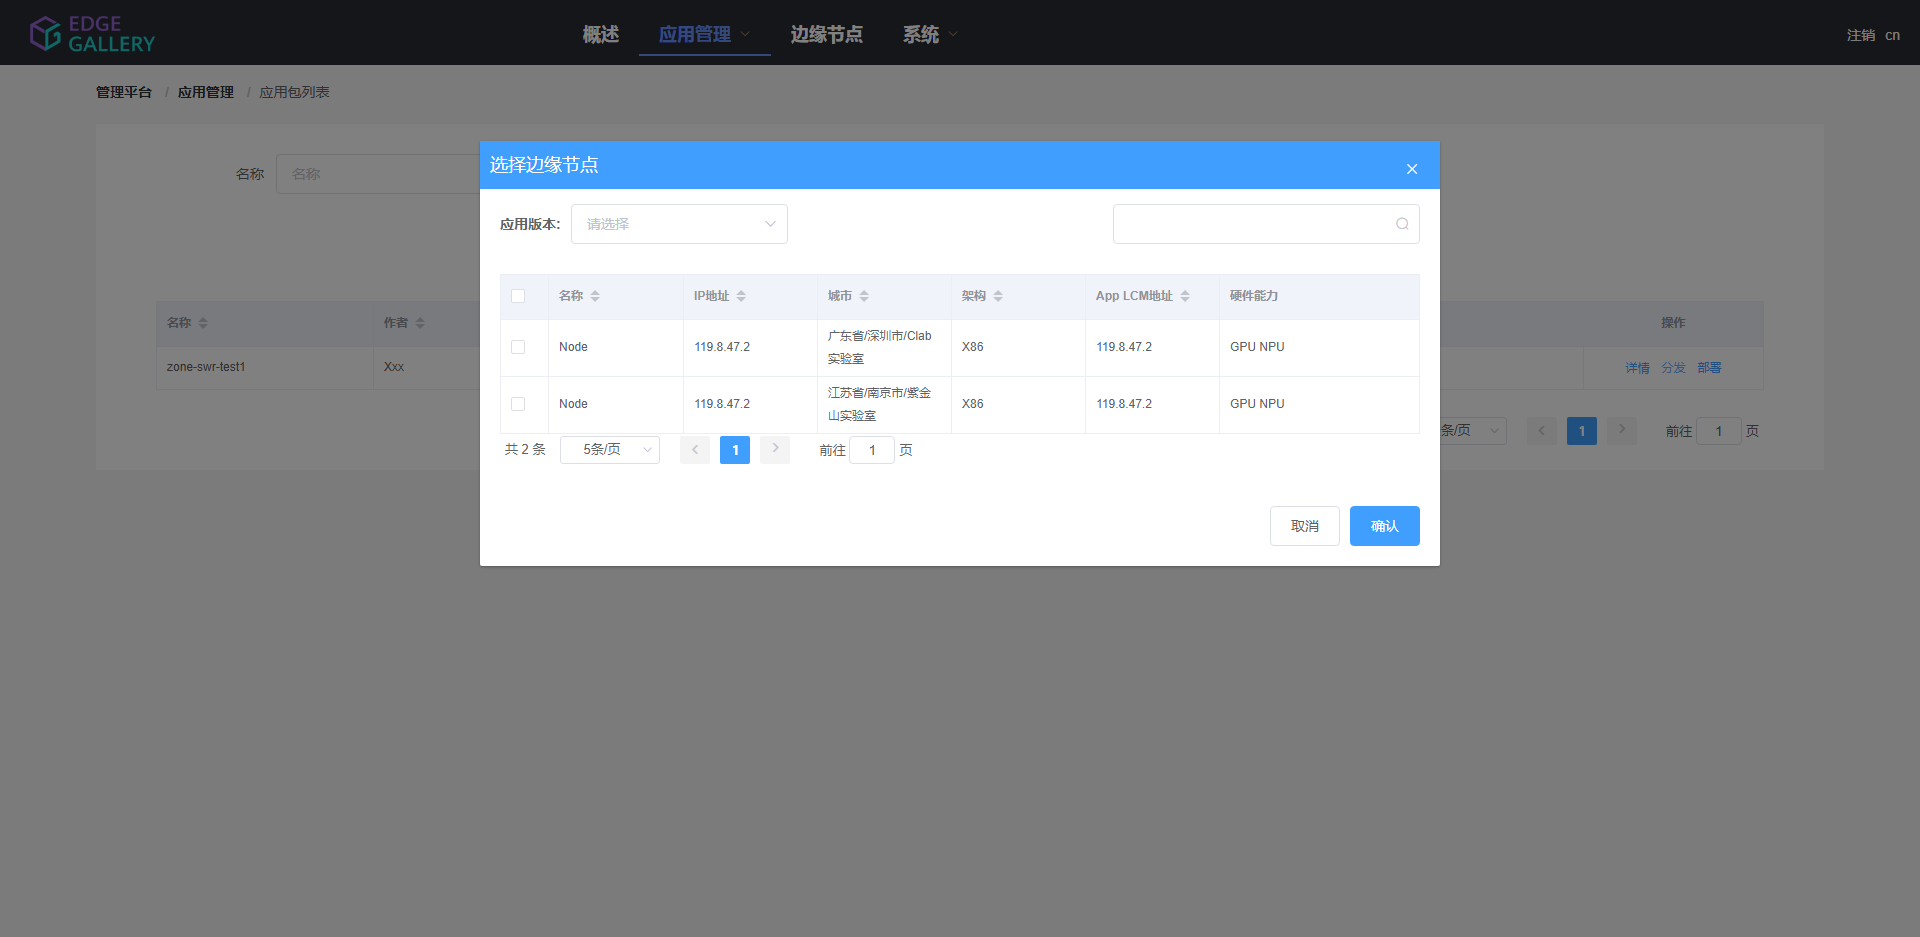 EDGE
GALLERY
概述 应用管理 边缘节点 系统
注销 cn
管理平台 / 应用管理 / 应用包列表
名称 名称
名称 作者 操作
zone-swr-test1 Xxx 详情 分发 部署
条/页 1 前往 1 页
选择边缘节点
应用版本: 请选择
名称 IP地址 城市 架构 App LCM地址 硬件能力
Node 119.8.47.2 广东省/深圳市/Clab实验室 X86 119.8.47.2 GPU NPU
Node 119.8.47.2 江苏省/南京市/紫金山实验室 X86 119.8.47.2 GPU NPU
共 2 条 5条/页 1 前往 1 页
取消 确认